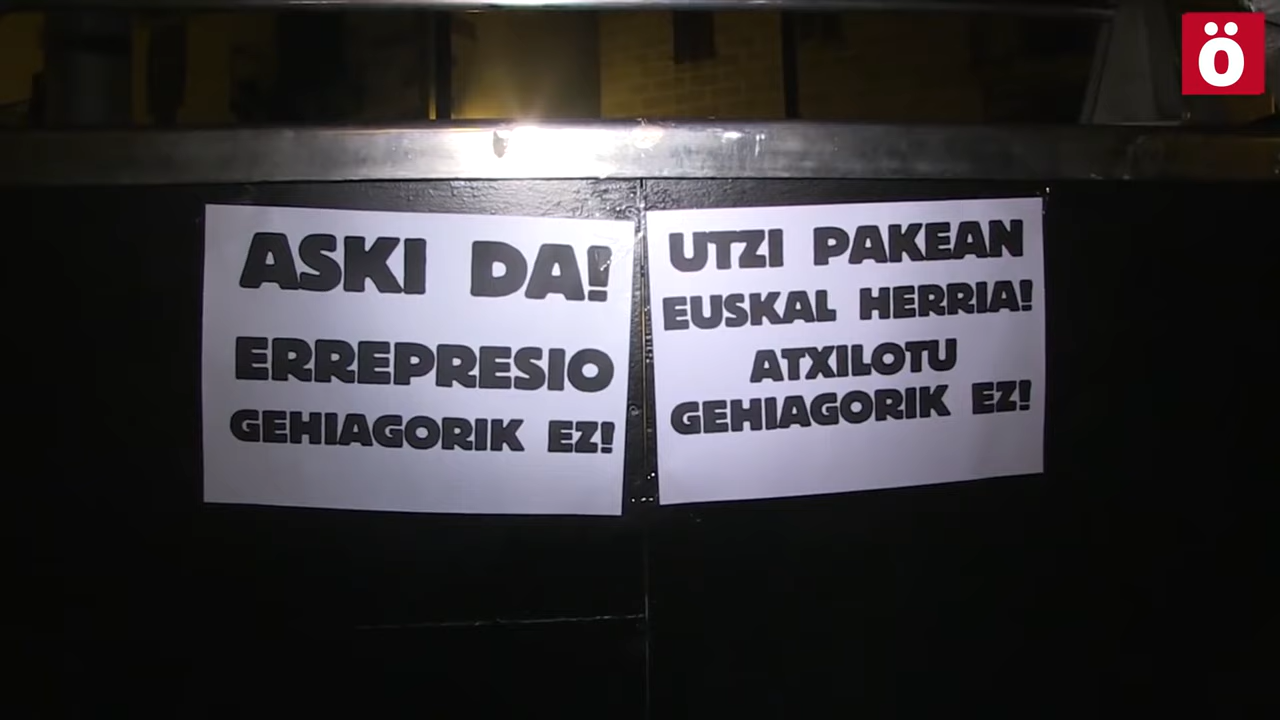 ö
ASKI DA!
ERREPRESIO
GEHIAGORIK EZ!
UTZI PAKEAN
EUSKAL HERRIA!
ATXILOTU
GEHIAGORIK EZ!